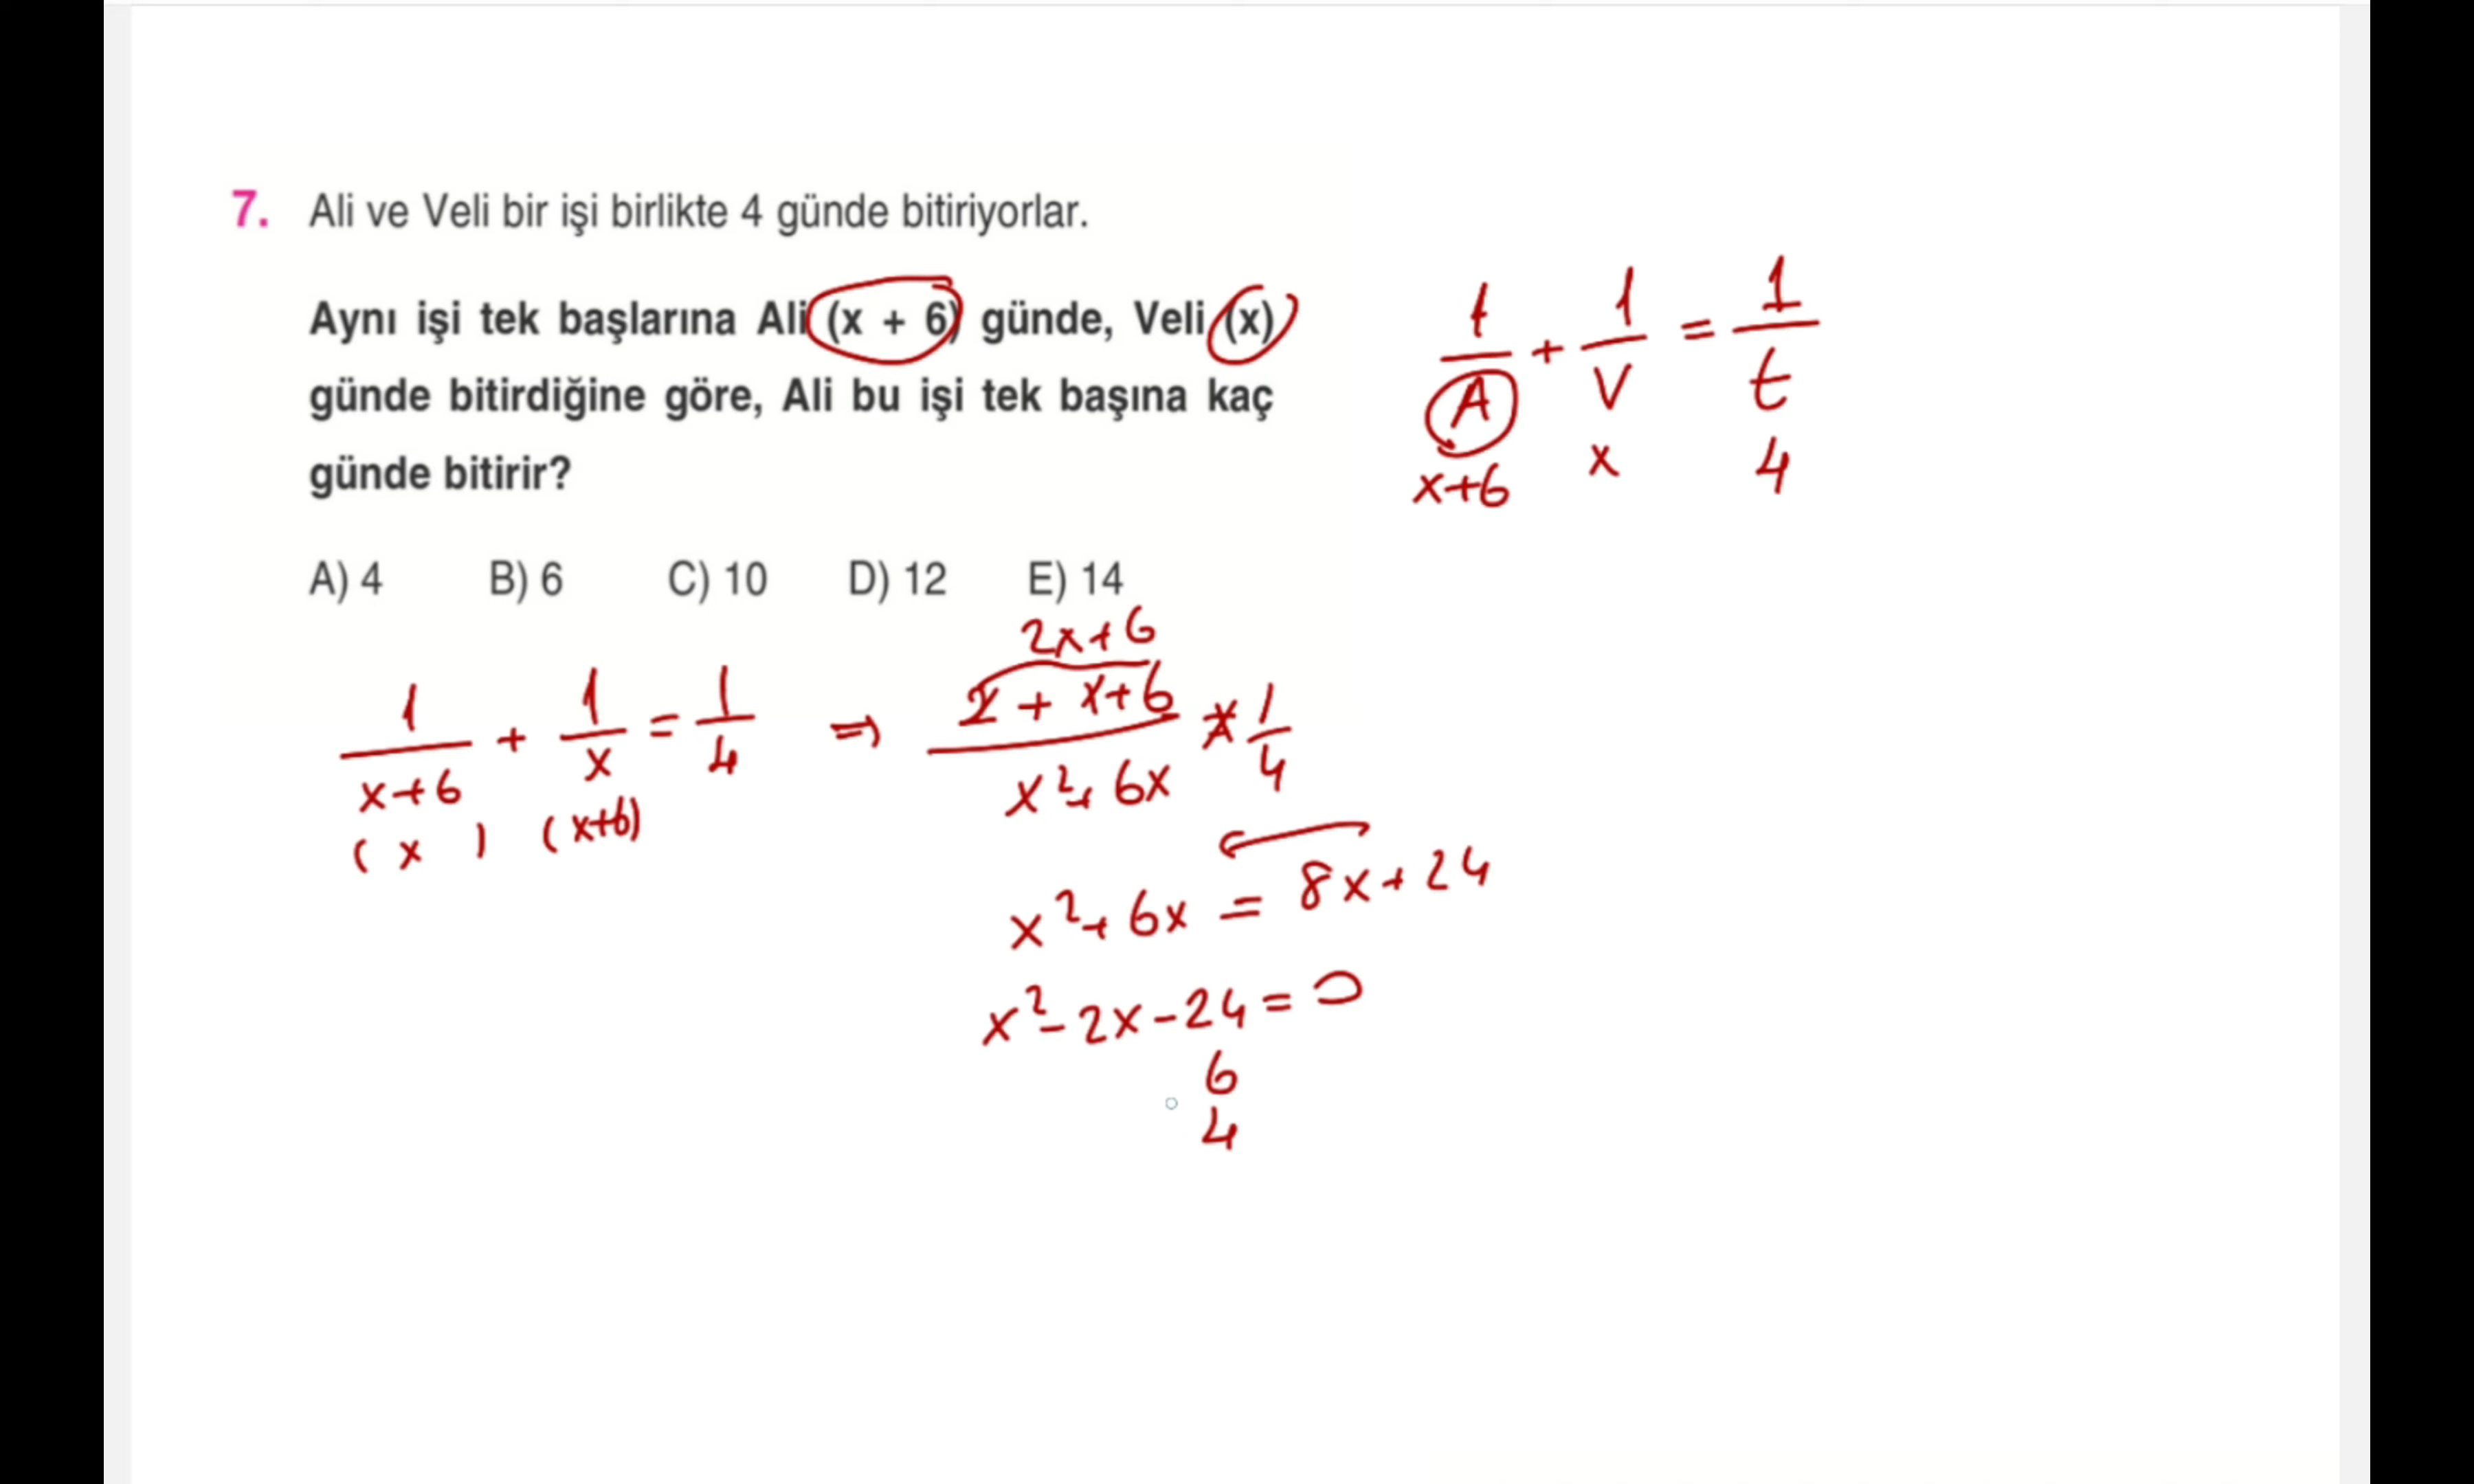 7. Ali ve Veli bir işi birlikte 4 günde bitiriyorlar.
Aynı işi tek başlarına Ali (x + 6) günde, Veli (x)
günde bitirdiğine göre, Ali bu işi tek başına kaç
günde bitirir?
A) 4 B) 6 C) 10 D) 12 E) 14
1/A + 1/V = 1/t
x+6 x 4
1/(x+6) + 1/x = 1/4 ⇒ (x + x+6)/(x²+6x) = 1/4
(x) (x+6)
2x+6
x²+6x = 8x+24
x²-2x-24=0
6
4